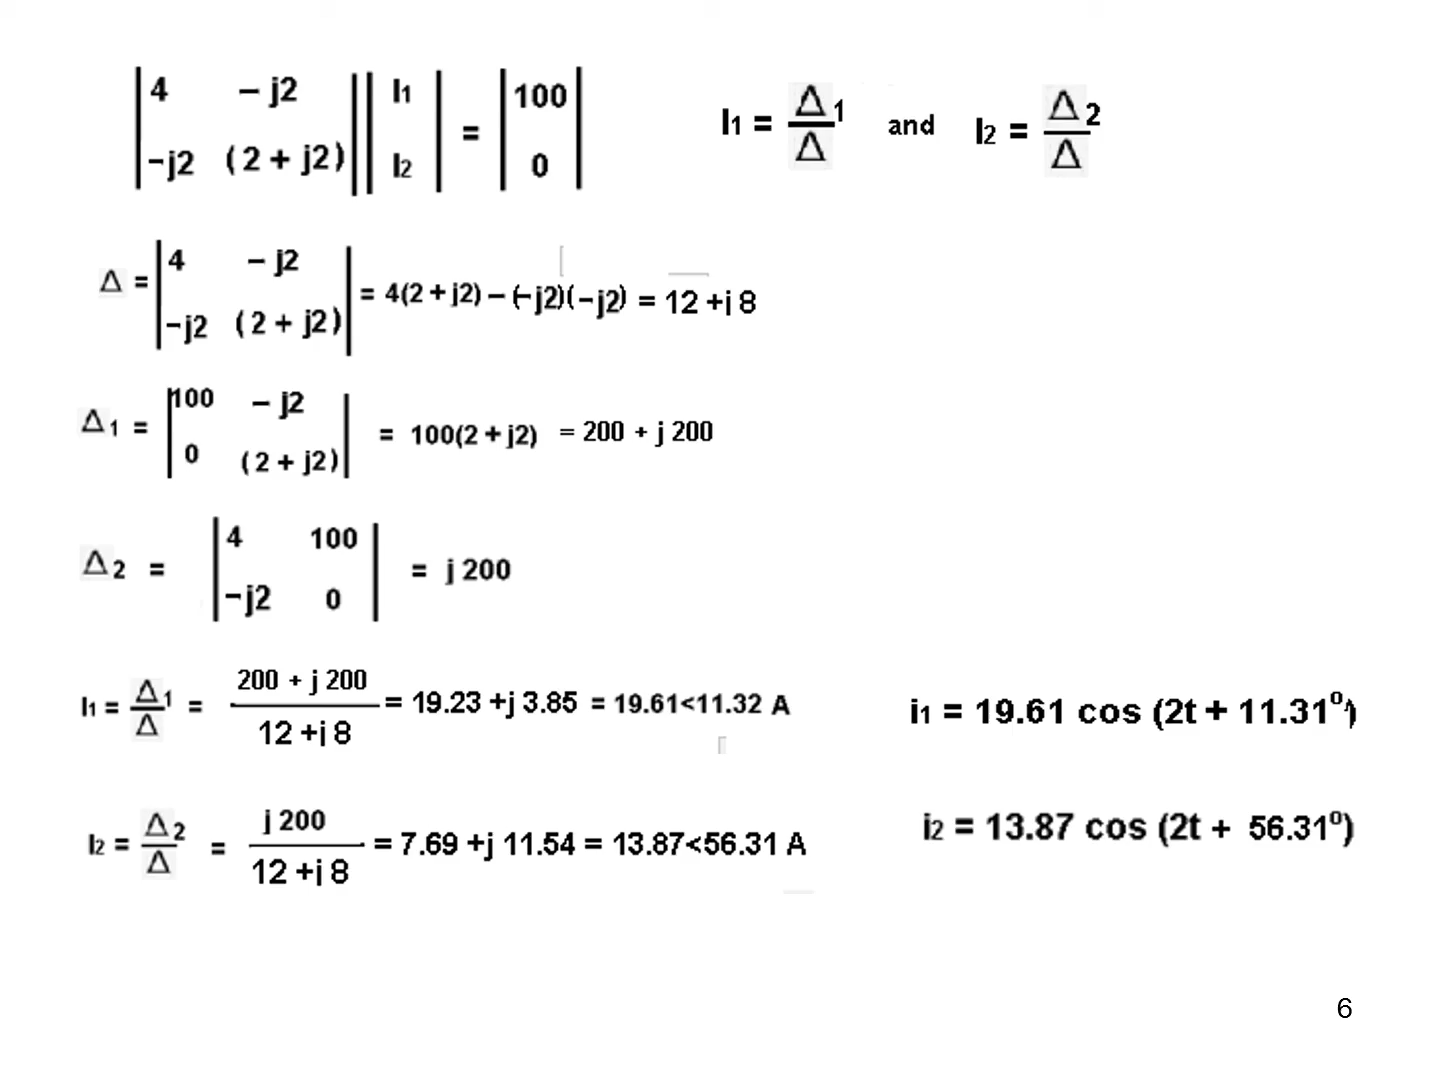 | 4 − j2 | | I1 | = | 100 | I1 = Δ1/Δ and I2 = Δ2/Δ
| −j2 (2 + j2) | | I2 | | 0 |
Δ = | 4 − j2 | = 4(2 + j2) − (−j2)(−j2) = 12 +j 8
| −j2 (2 + j2) |
Δ1 = | 100 − j2 | = 100(2 + j2) = 200 + j 200
| 0 (2 + j2) |
Δ2 = | 4 100 | = j 200
| −j2 0 |
I1 = Δ1/Δ = (200 + j 200)/(12 +j 8) = 19.23 +j 3.85 = 19.61<11.32 A i1 = 19.61 cos (2t + 11.31º)
I2 = Δ2/Δ = (j 200)/(12 +j 8) = 7.69 +j 11.54 = 13.87<56.31 A i2 = 13.87 cos (2t + 56.31º)
6